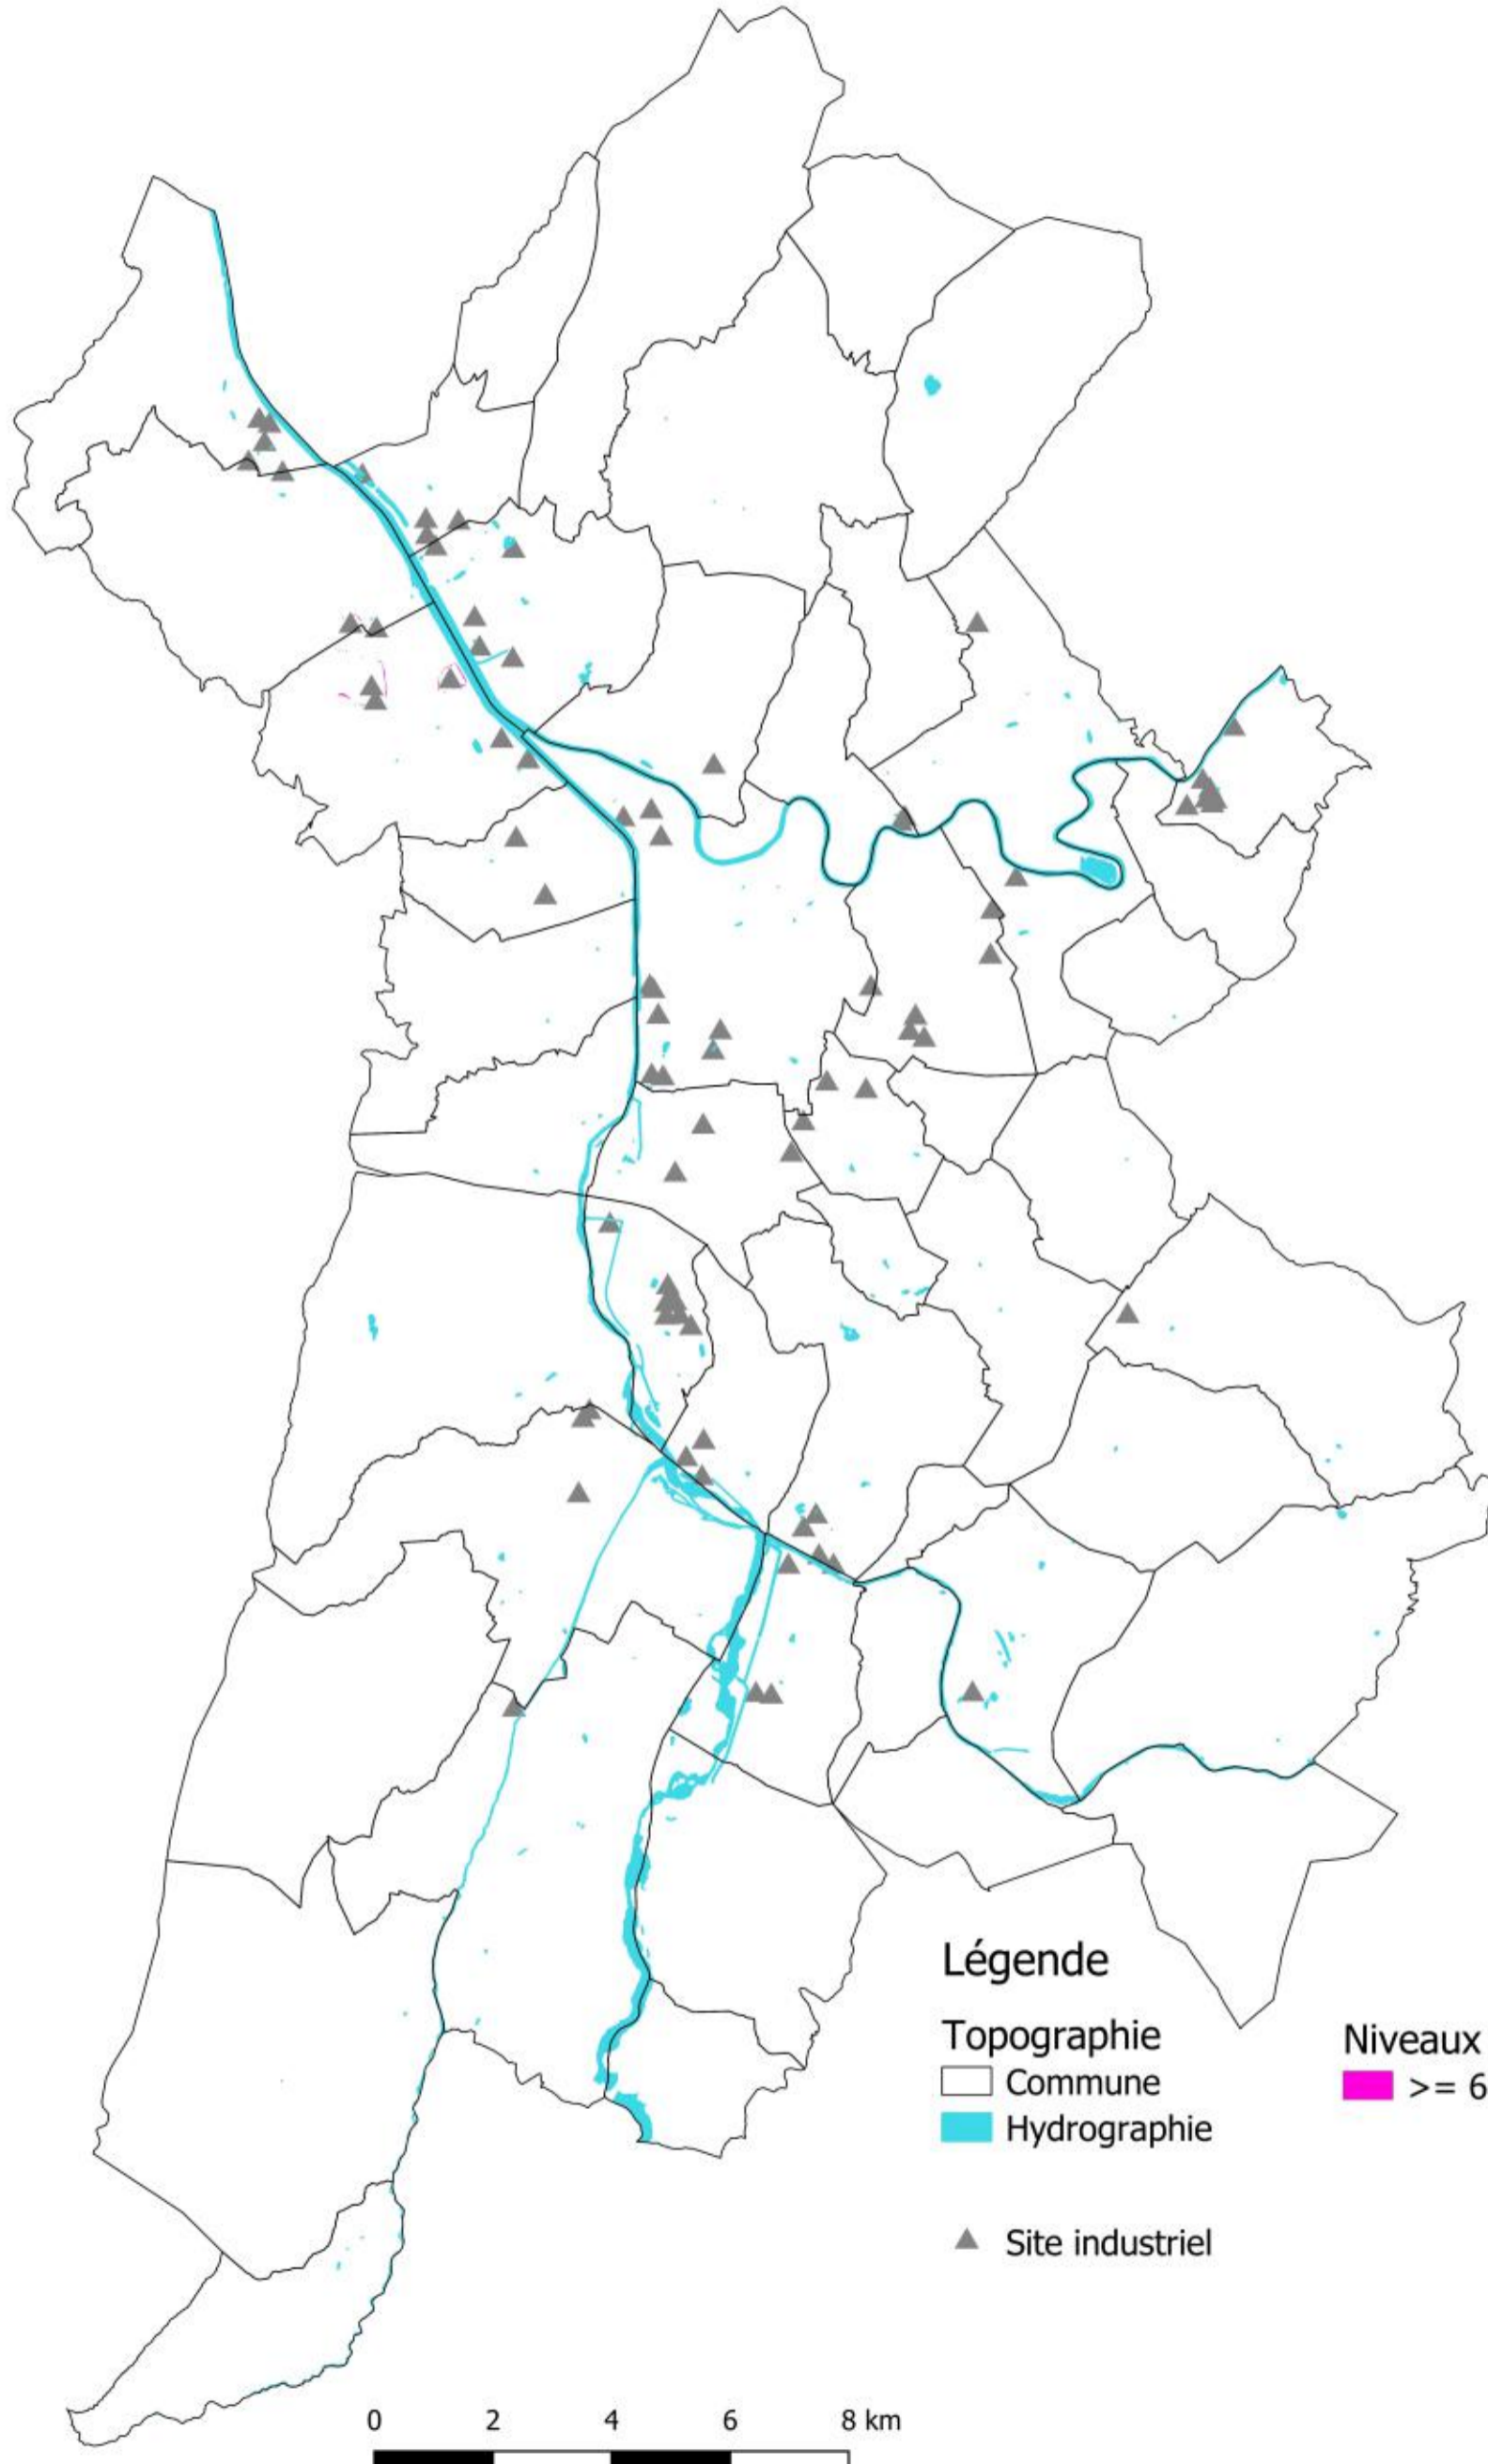 Légende
Topographie
Commune
Hydrographie
Niveaux
>= 6
Site industriel
0 2 4 6 8 km